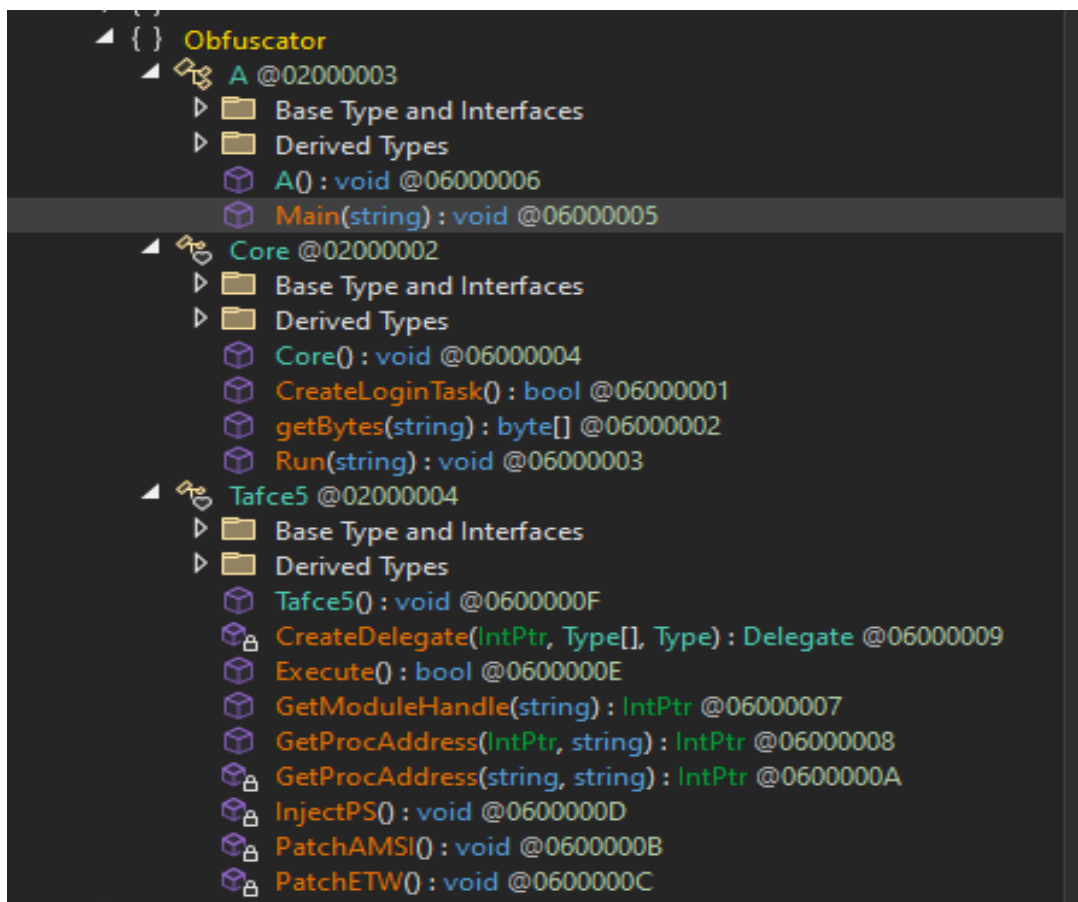 { } Obfuscator
A @02000003
Base Type and Interfaces
Derived Types
A() : void @06000006
Main(string) : void @06000005
Core @02000002
Base Type and Interfaces
Derived Types
Core() : void @06000004
CreateLoginTask() : bool @06000001
getBytes(string) : byte[] @06000002
Run(string) : void @06000003
Tafce5 @02000004
Base Type and Interfaces
Derived Types
Tafce5() : void @0600000F
CreateDelegate(IntPtr, Type[], Type) : Delegate @06000009
Execute() : bool @0600000E
GetModuleHandle(string) : IntPtr @06000007
GetProcAddress(IntPtr, string) : IntPtr @06000008
GetProcAddress(string, string) : IntPtr @0600000A
InjectPS() : void @0600000D
PatchAMSI() : void @0600000B
PatchETW() : void @0600000C